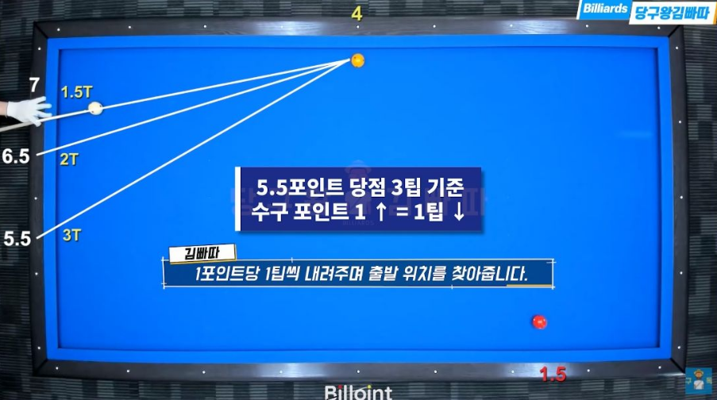 4
Billiards 당구왕김빠따
7
1.5T
6.5
2T
5.5
3T
5.5포인트 당점 3팁 기준
수구 포인트 1 ↑ = 1팁 ↓
김빠따
1포인트당 1팁씩 내려주며 출발 위치를 찾아줍니다.
1.5
Billoint